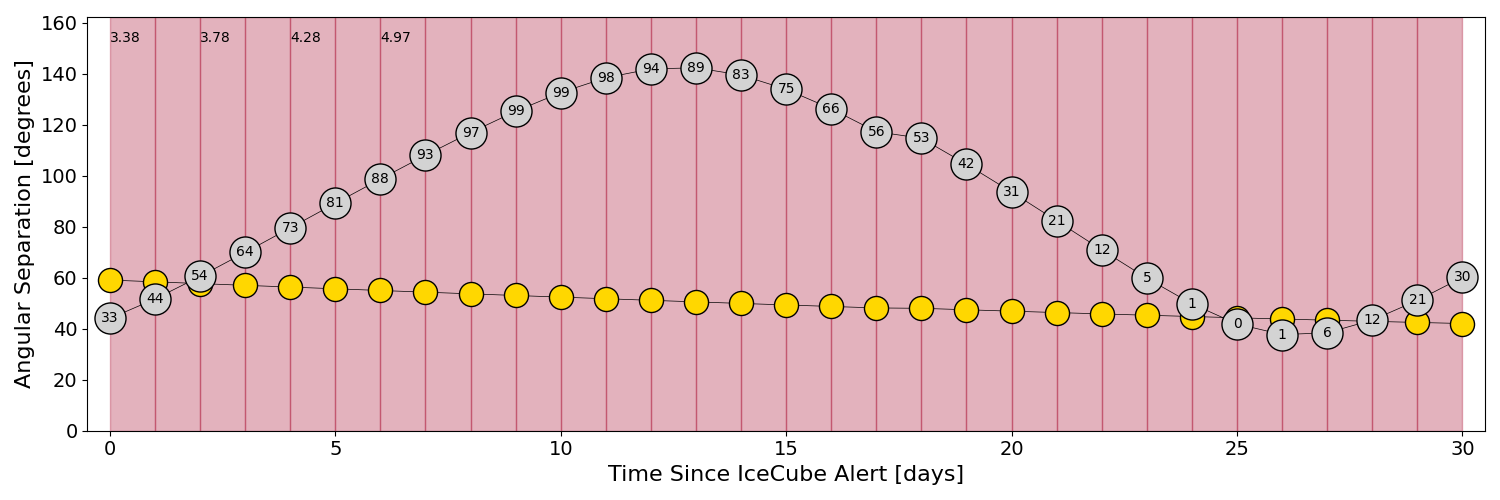 160
140
120
100
80
60
40
20
0
Angular Separation [degrees]
3.38 3.78 4.28 4.97
33 44 54 64 73 81 88 93 97 99 99 98 94 89 83 75 66 56 53 42 31 21 12 5 1 0 1 6 12 21 30
0 5 10 15 20 25 30
Time Since IceCube Alert [days]